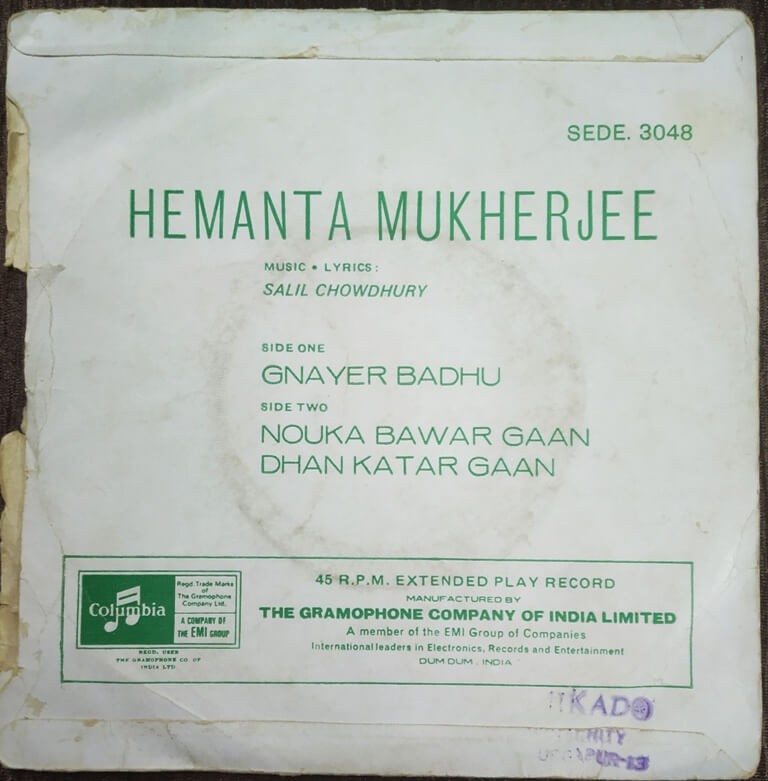 SEDE. 3048
HEMANTA MUKHERJEE
MUSIC • LYRICS :
SALIL CHOWDHURY
SIDE ONE
GNAYER BADHU
SIDE TWO
NOUKA BAWAR GAAN
DHAN KATAR GAAN
Columbia
Regd. Trade Marks
of
The Gramophone
Company Ltd.
A COMPANY OF
THE EMI GROUP
REGD. USER
THE GRAMOPHONE CO. OF
INDIA LTD
45 R.P.M. EXTENDED PLAY RECORD
MANUFACTURED BY
THE GRAMOPHONE COMPANY OF INDIA LIMITED
A member of the EMI Group of Companies
International leaders in Electronics, Records and Entertainment
DUM DUM . INDIA